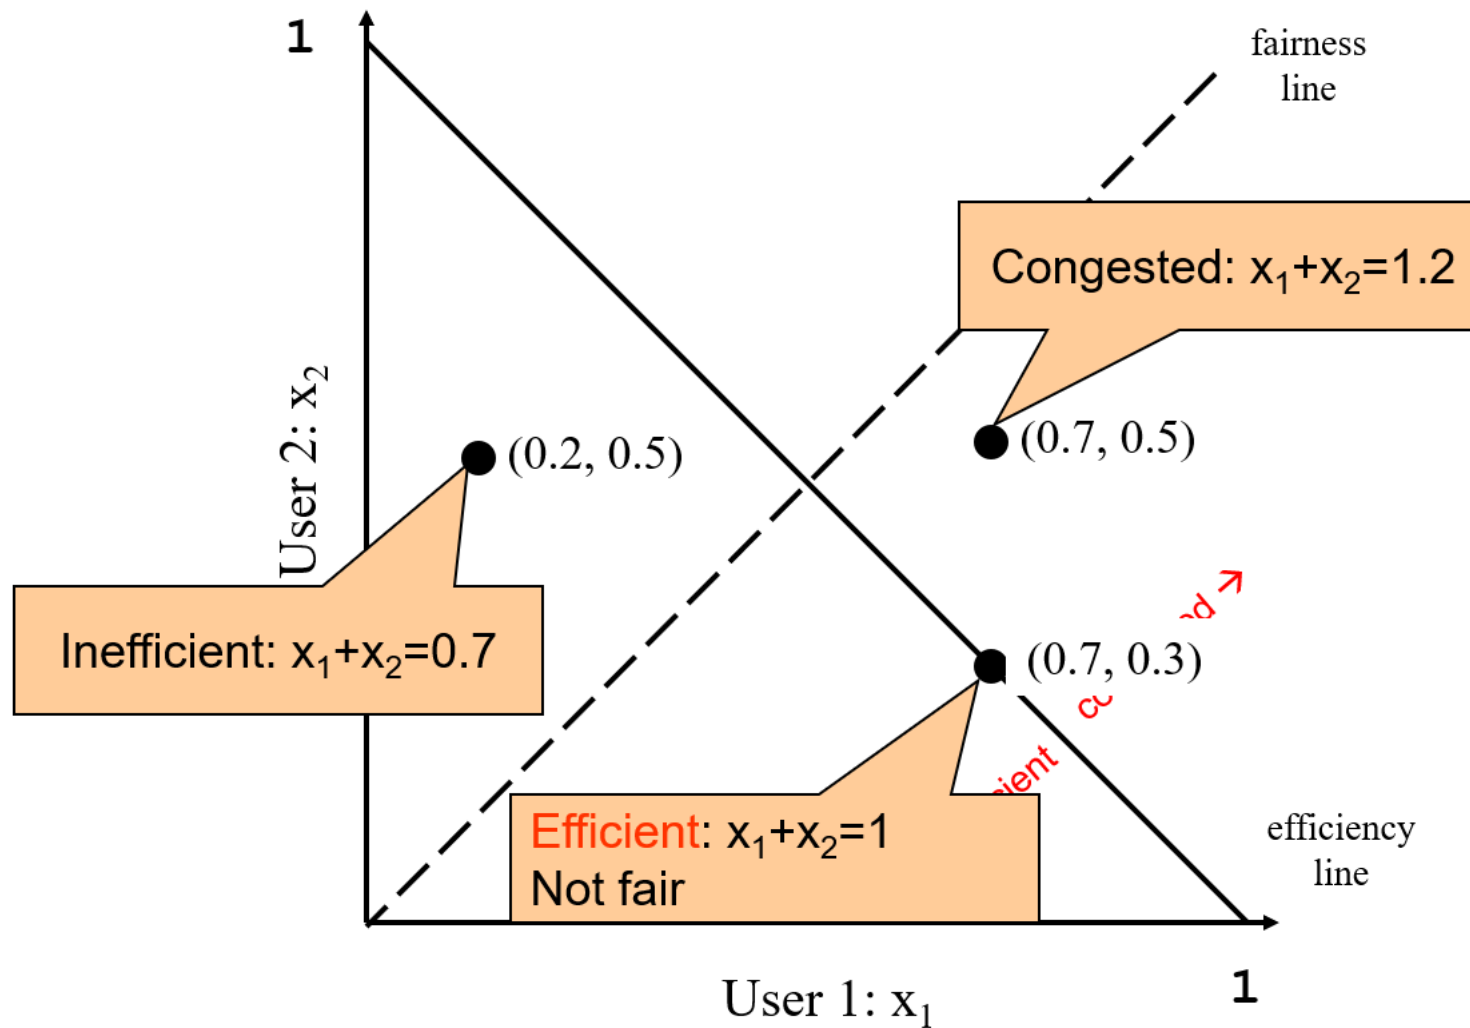 1
fairness
line
Congested: x₁+x₂=1.2
User 2: x₂
(0.2, 0.5)
(0.7, 0.5)
Inefficient: x₁+x₂=0.7
(0.7, 0.3)
Efficient: x₁+x₂=1
Not fair
efficiency
line
1
User 1: x₁